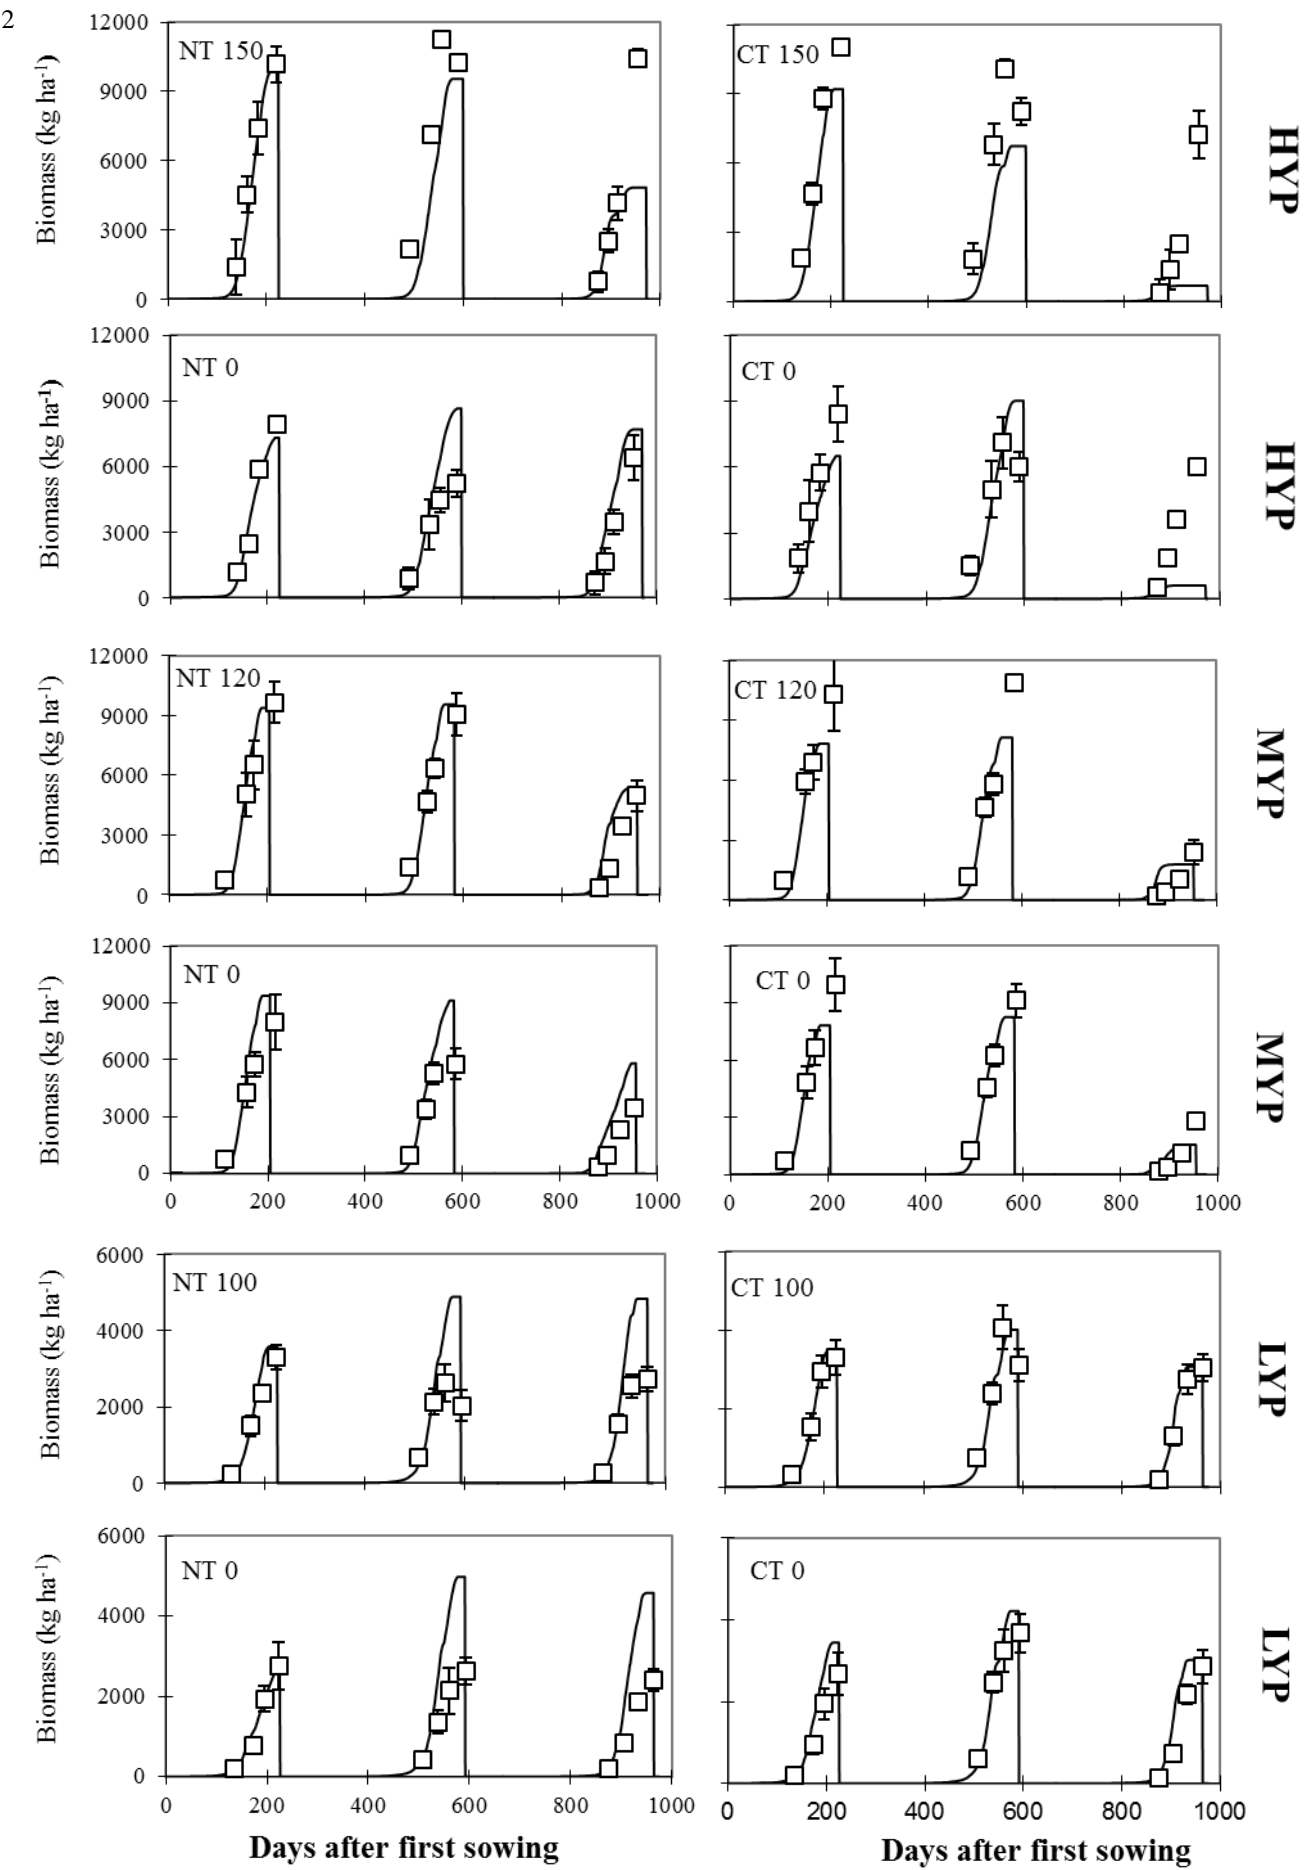 2
12000
9000
6000
3000
0
Biomass (kg ha⁻¹)
NT 150
CT 150
HYP
12000
9000
6000
3000
0
Biomass (kg ha⁻¹)
NT 0
CT 0
HYP
12000
9000
6000
3000
0
Biomass (kg ha⁻¹)
NT 120
CT 120
MYP
12000
9000
6000
3000
0
Biomass (kg ha⁻¹)
NT 0
CT 0
MYP
0 200 400 600 800 1000
0 200 400 600 800 1000
6000
4000
2000
0
Biomass (kg ha⁻¹)
NT 100
CT 100
LYP
6000
4000
2000
0
Biomass (kg ha⁻¹)
NT 0
CT 0
LYP
0 200 400 600 800 1000
0 200 400 600 800 1000
Days after first sowing
Days after first sowing